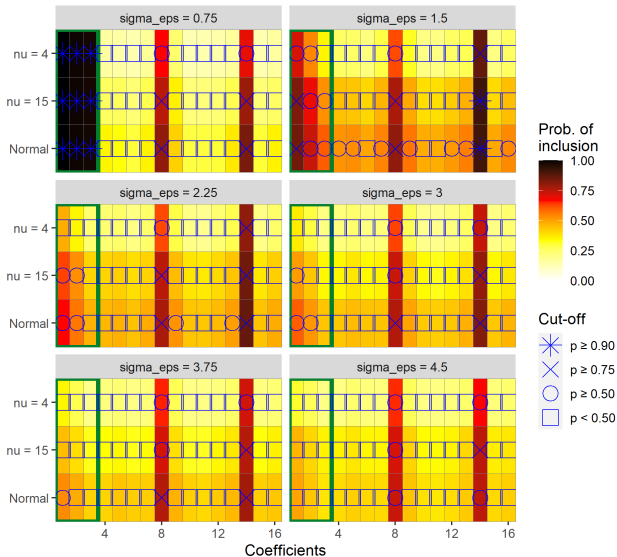 sigma_eps = 0.75
sigma_eps = 1.5
nu = 4
nu = 15
Normal
sigma_eps = 2.25
sigma_eps = 3
nu = 4
nu = 15
Normal
sigma_eps = 3.75
sigma_eps = 4.5
nu = 4
nu = 15
Normal
4 8 12 16
4 8 12 16
Coefficients
Prob. of
inclusion
1.00
0.75
0.50
0.25
0.00
Cut-off
p ≥ 0.90
p ≥ 0.75
p ≥ 0.50
p < 0.50